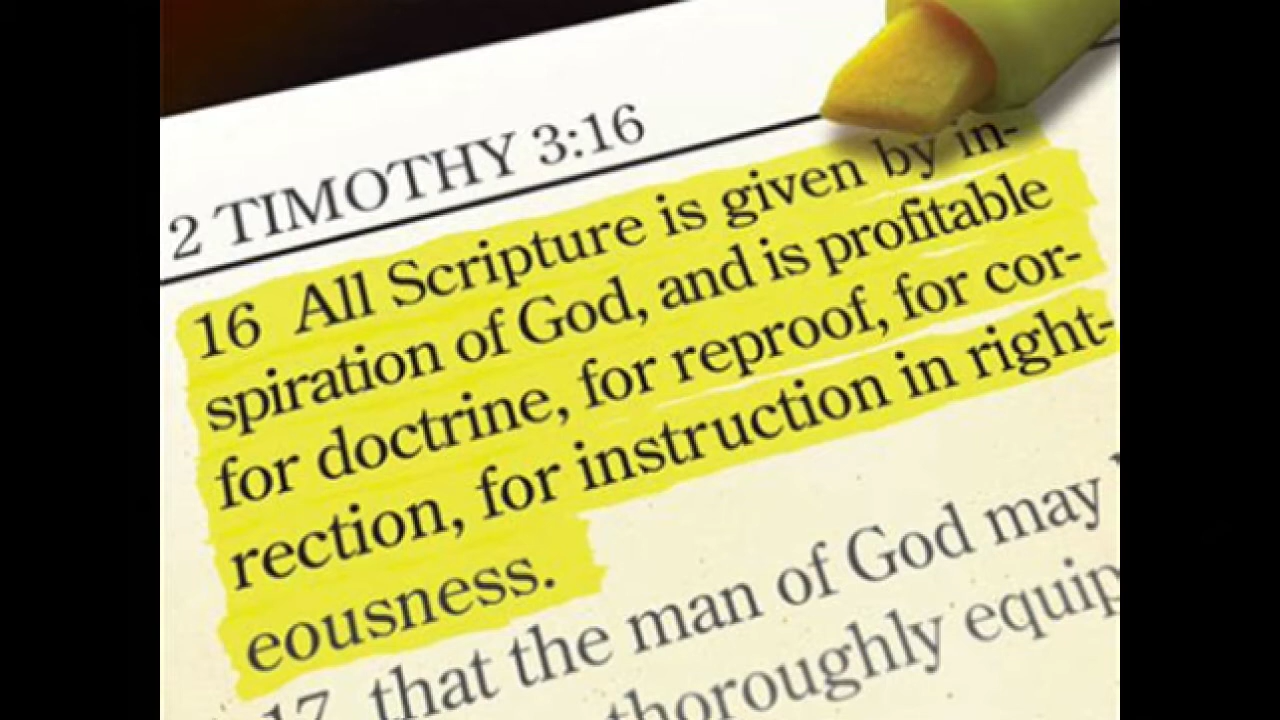 2 TIMOTHY 3:16
16 All Scripture is given by in-
spiration of God, and is profitable
for doctrine, for reproof, for cor-
rection, for instruction in right-
eousness.
17 that the man of God may
thoroughly equip